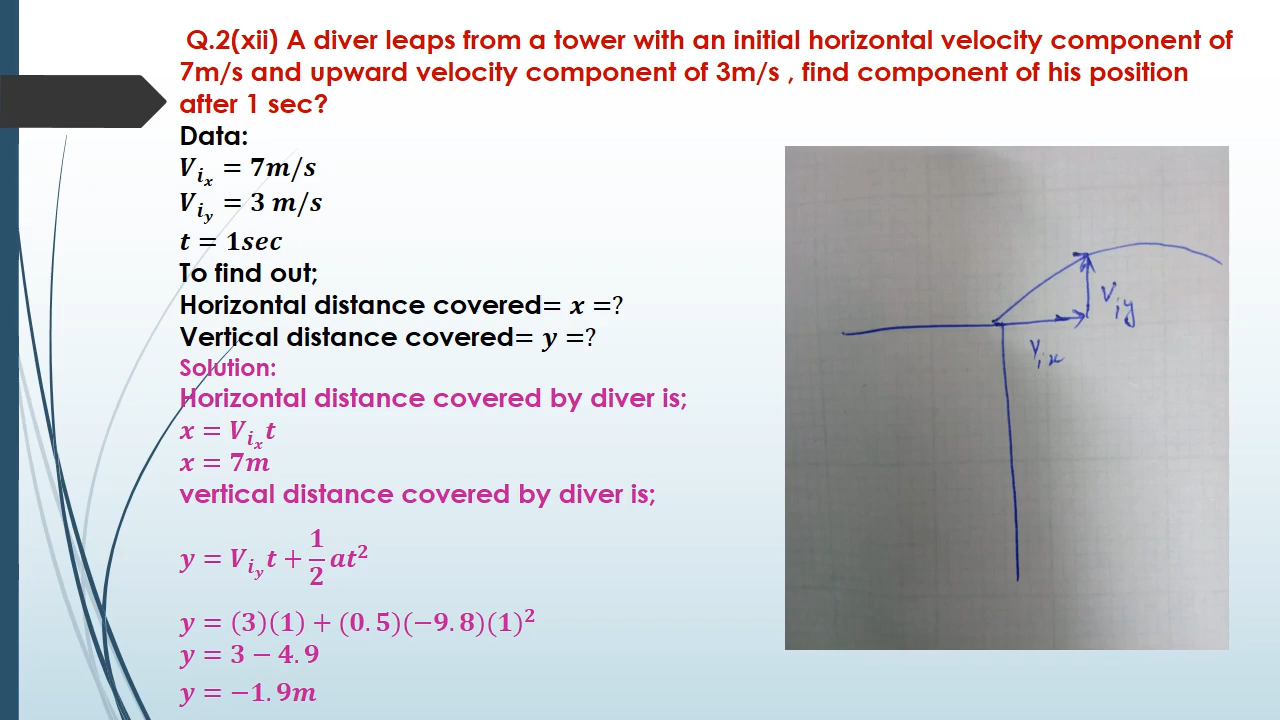 Q.2(xii) A diver leaps from a tower with an initial horizontal velocity component of
7m/s and upward velocity component of 3m/s , find component of his position
after 1 sec?
Data:
V_{i_x} = 7m/s
V_{i_y} = 3 m/s
t = 1sec
To find out;
Horizontal distance covered= x =?
Vertical distance covered= y =?
Solution:
Horizontal distance covered by diver is;
x = V_{i_x} t
x = 7m
vertical distance covered by diver is;
y = V_{i_y} t + \frac{1}{2} at^2
y = (3)(1) + (0.5)(-9.8)(1)^2
y = 3 - 4.9
y = -1.9m
V_{iy}
V_{ix}